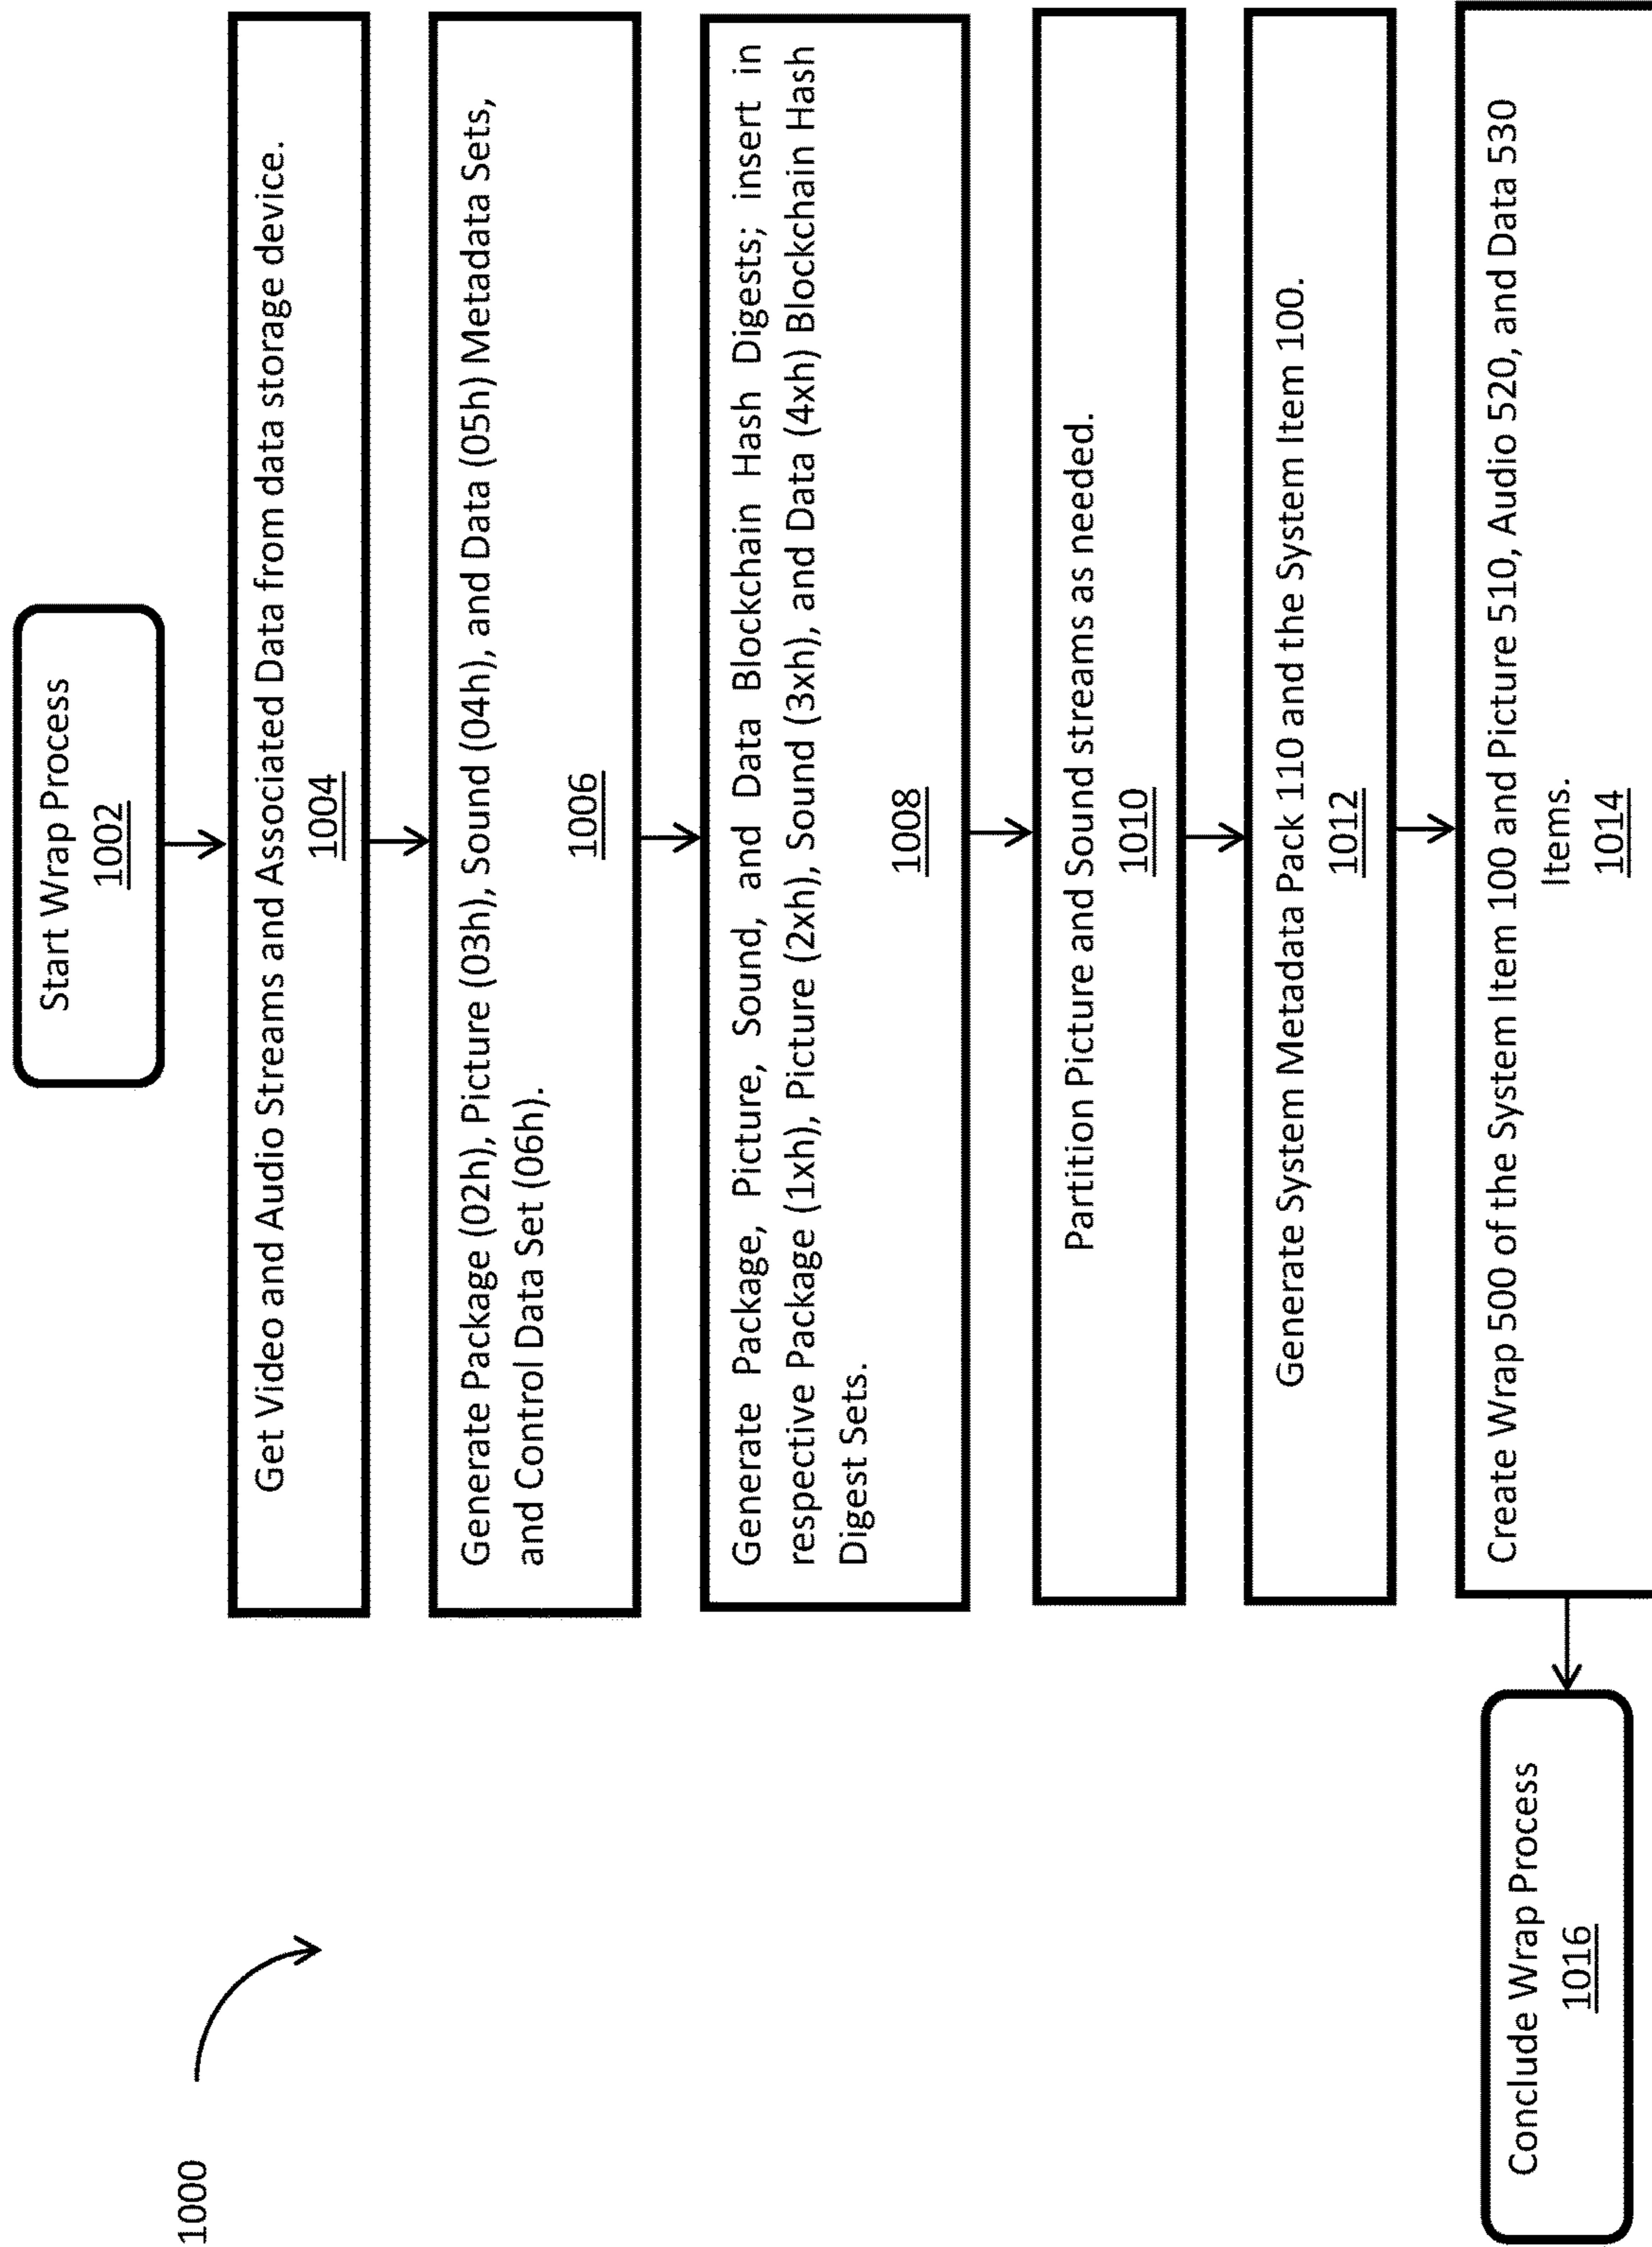 1000
Start Wrap Process
1002
Get Video and Audio Streams and Associated Data from data storage device.
1004
Generate Package (02h), Picture (03h), Sound (04h), and Data (05h) Metadata Sets,
and Control Data Set (06h).
1006
Generate Package, Picture, Sound, and Data Blockchain Hash Digests; insert in
respective Package (1xh), Picture (2xh), Sound (3xh), and Data (4xh) Blockchain Hash
Digest Sets.
1008
Partition Picture and Sound streams as needed.
1010
Generate System Metadata Pack 110 and the System Item 100.
1012
Create Wrap 500 of the System Item 100 and Picture 510, Audio 520, and Data 530
Items.
1014
Conclude Wrap Process
1016